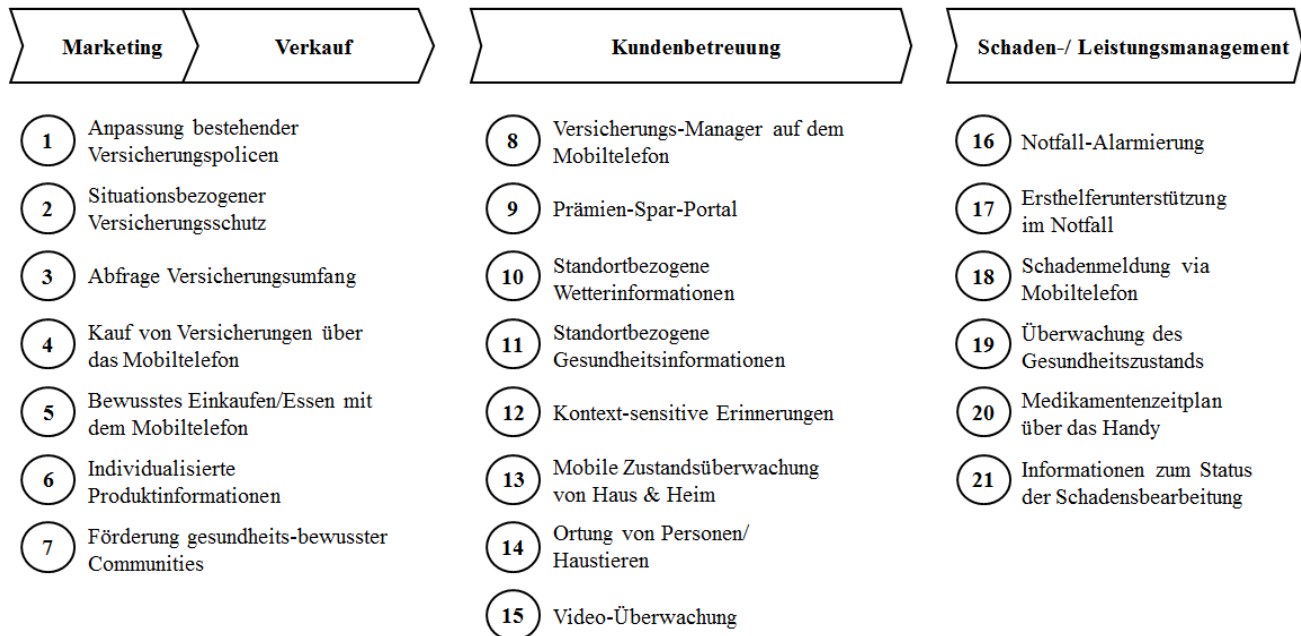 Marketing
Verkauf
Kundenbetreuung
Schaden-/ Leistungsmanagement
1
Anpassung bestehender
Versicherungspolicen
2
Situationsbezogener
Versicherungsschutz
3
Abfrage Versicherungsumfang
4
Kauf von Versicherungen über
das Mobiltelefon
5
Bewusstes Einkaufen/Essen mit
dem Mobiltelefon
6
Individualisierte
Produktinformationen
7
Förderung gesundheits-bewusster
Communities
8
Versicherungs-Manager auf dem
Mobiltelefon
9
Prämien-Spar-Portal
10
Standortbezogene
Wetterinformationen
11
Standortbezogene
Gesundheitsinformationen
12
Kontext-sensitive Erinnerungen
13
Mobile Zustandsüberwachung
von Haus & Heim
14
Ortung von Personen/
Haustieren
15
Video-Überwachung
16
Notfall-Alarmierung
17
Ersthelferunterstützung
im Notfall
18
Schadenmeldung via
Mobiltelefon
19
Überwachung des
Gesundheitszustands
20
Medikamentenzeitplan
über das Handy
21
Informationen zum Status
der Schadensbearbeitung